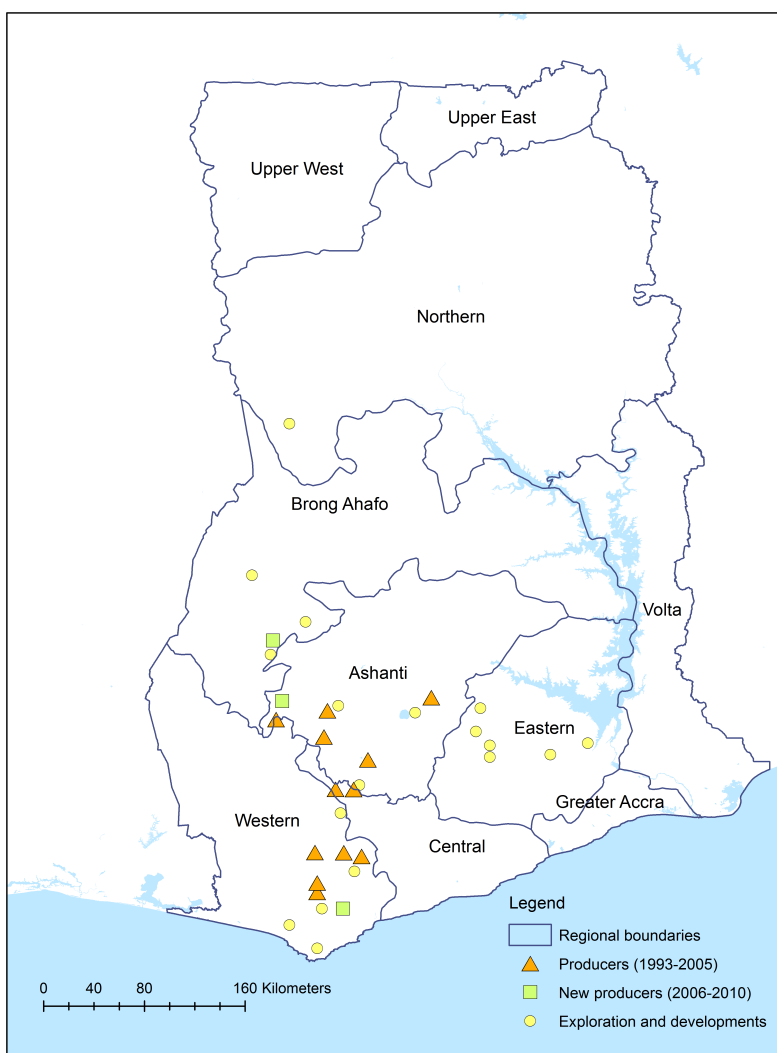 Upper East
Upper West
Northern
Brong Ahafo
Volta
Ashanti
Eastern
Greater Accra
Western
Central
Legend
Regional boundaries
Producers (1993-2005)
New producers (2006-2010)
Exploration and developments
0 40 80 160 Kilometers